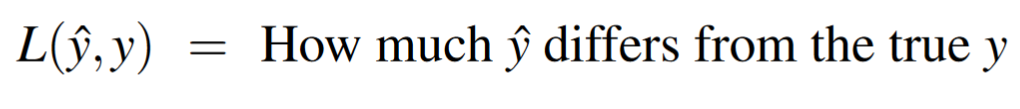 L(ŷ, y) = How much ŷ differs from the true y